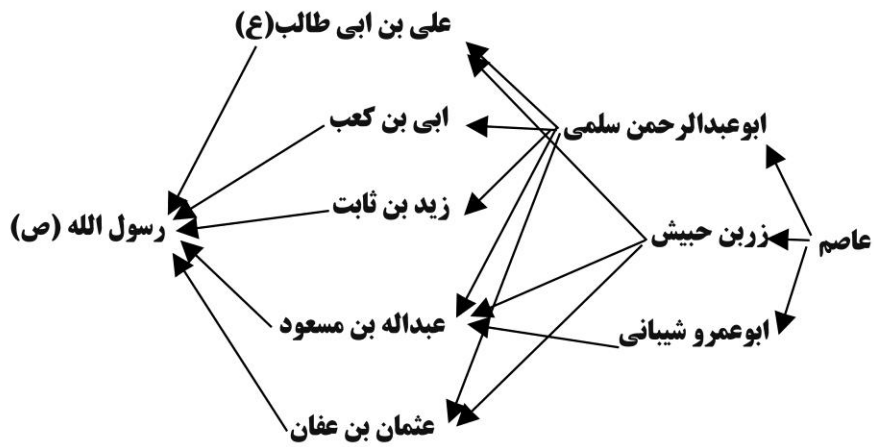 علی بن ابی طالب(ع)
ابی بن کعب
ابوعبدالرحمن سلمی
زید بن ثابت
رسول الله (ص)
زربن حبیش
عاصم
عبداله بن مسعود
ابوعمرو شیبانی
عثمان بن عفان